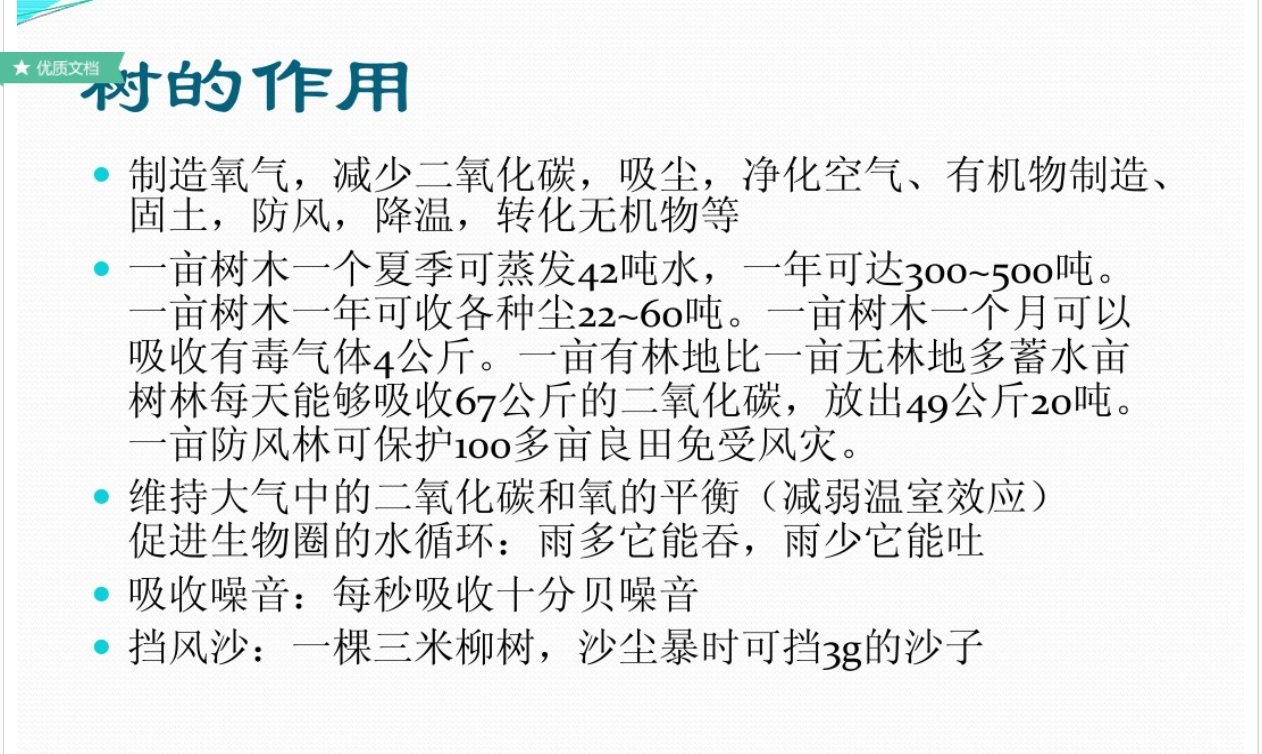 优质文档
树的作用
制造氧气，减少二氧化碳，吸尘，净化空气、有机物制造、
固土，防风，降温，转化无机物等
一亩树木一个夏季可蒸发42吨水，一年可达300~500吨。
一亩树木一年可收各种尘22~60吨。一亩树木一个月可以
吸收有毒气体4公斤。一亩有林地比一亩无林地多蓄水亩
树林每天能够吸收67公斤的二氧化碳，放出49公斤20吨。
一亩防风林可保护100多亩良田免受风灾。
维持大气中的二氧化碳和氧的平衡（减弱温室效应）
促进生物圈的水循环：雨多它能吞，雨少它能吐
吸收噪音：每秒吸收十分贝噪音
挡风沙：一棵三米柳树，沙尘暴时可挡3g的沙子